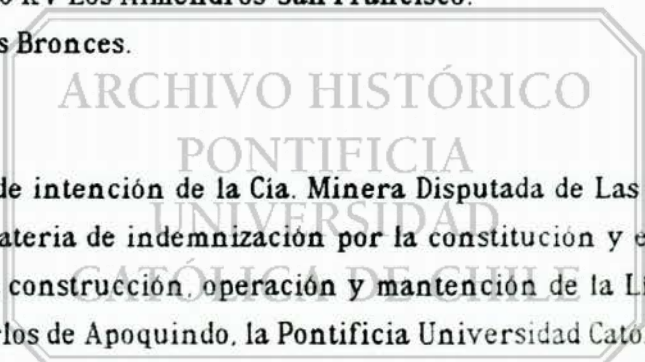 KV Los Almendros-San Francisco.
s Bronces.
ARCHIVO HISTÓRICO
PONTIFICIA
de intención de la Cía. Minera Disputada de Las
UNIVERSIDAD
ateria de indemnización por la constitución y e
CATÓLICA DE CHILE
construcción, operación y mantención de la Lí
rlos de Apoquindo, la Pontificia Universidad Cató